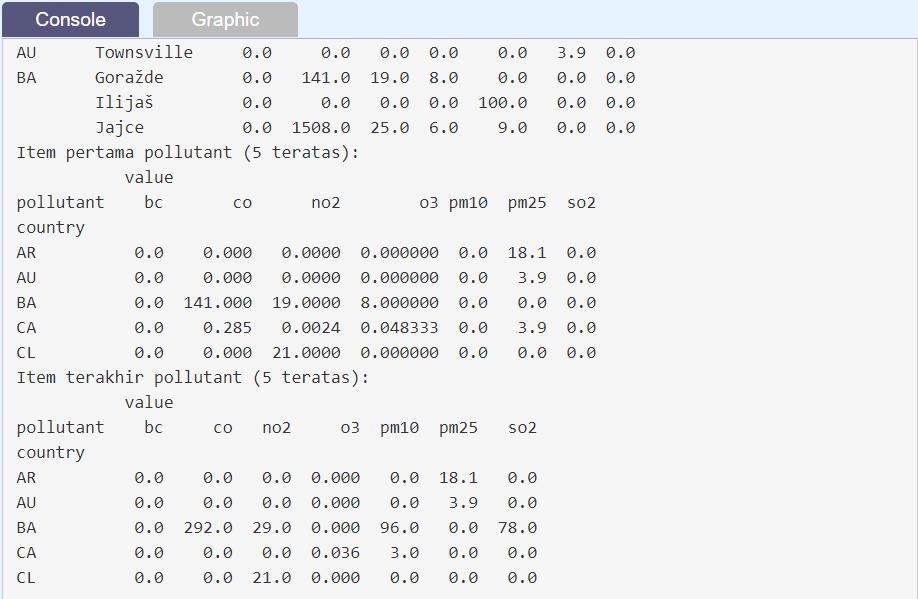 Console Graphic
AU Townsville 0.0 0.0 0.0 0.0 0.0 3.9 0.0
BA Goražde 0.0 141.0 19.0 8.0 0.0 0.0 0.0
Ilijaš 0.0 0.0 0.0 0.0 100.0 0.0 0.0
Jajce 0.0 1508.0 25.0 6.0 9.0 0.0 0.0
Item pertama pollutant (5 teratas):
value
pollutant bc co no2 o3 pm10 pm25 so2
country
AR 0.0 0.000 0.0000 0.000000 0.0 18.1 0.0
AU 0.0 0.000 0.0000 0.000000 0.0 3.9 0.0
BA 0.0 141.000 19.0000 8.000000 0.0 0.0 0.0
CA 0.0 0.285 0.0024 0.048333 0.0 3.9 0.0
CL 0.0 0.000 21.0000 0.000000 0.0 0.0 0.0
Item terakhir pollutant (5 teratas):
value
pollutant bc co no2 o3 pm10 pm25 so2
country
AR 0.0 0.0 0.0 0.000 0.0 18.1 0.0
AU 0.0 0.0 0.0 0.000 0.0 3.9 0.0
BA 0.0 292.0 29.0 0.000 96.0 0.0 78.0
CA 0.0 0.0 0.0 0.036 3.0 0.0 0.0
CL 0.0 0.0 21.0 0.000 0.0 0.0 0.0